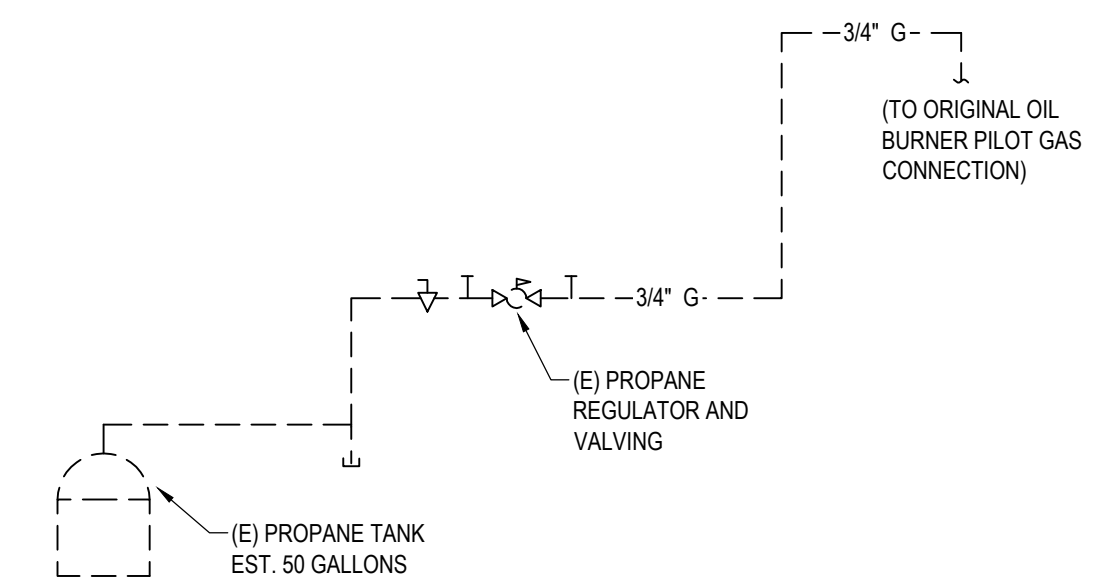 3/4" G
(TO ORIGINAL OIL
BURNER PILOT GAS
CONNECTION)
3/4" G
(E) PROPANE
REGULATOR AND
VALVING
(E) PROPANE TANK
EST. 50 GALLONS